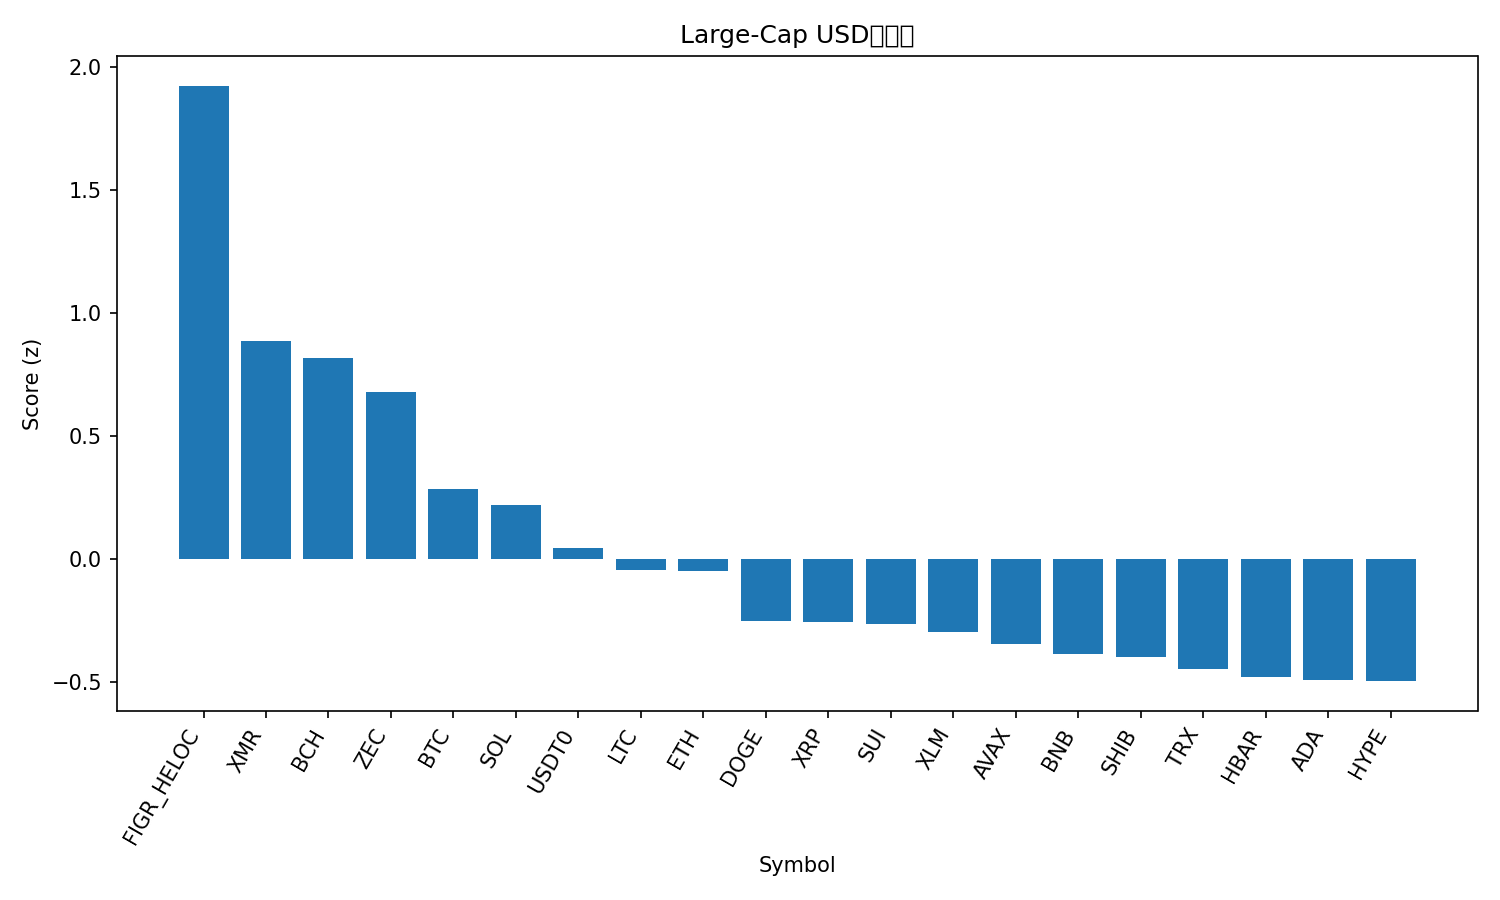 Large-Cap USD
2.0
1.5
1.0
0.5
0.0
−0.5
Score (z)
FIGR_HELOC
XMR
BCH
ZEC
BTC
SOL
USDT0
LTC
ETH
DOGE
XRP
SUI
XLM
AVAX
BNB
SHIB
TRX
HBAR
ADA
HYPE
Symbol